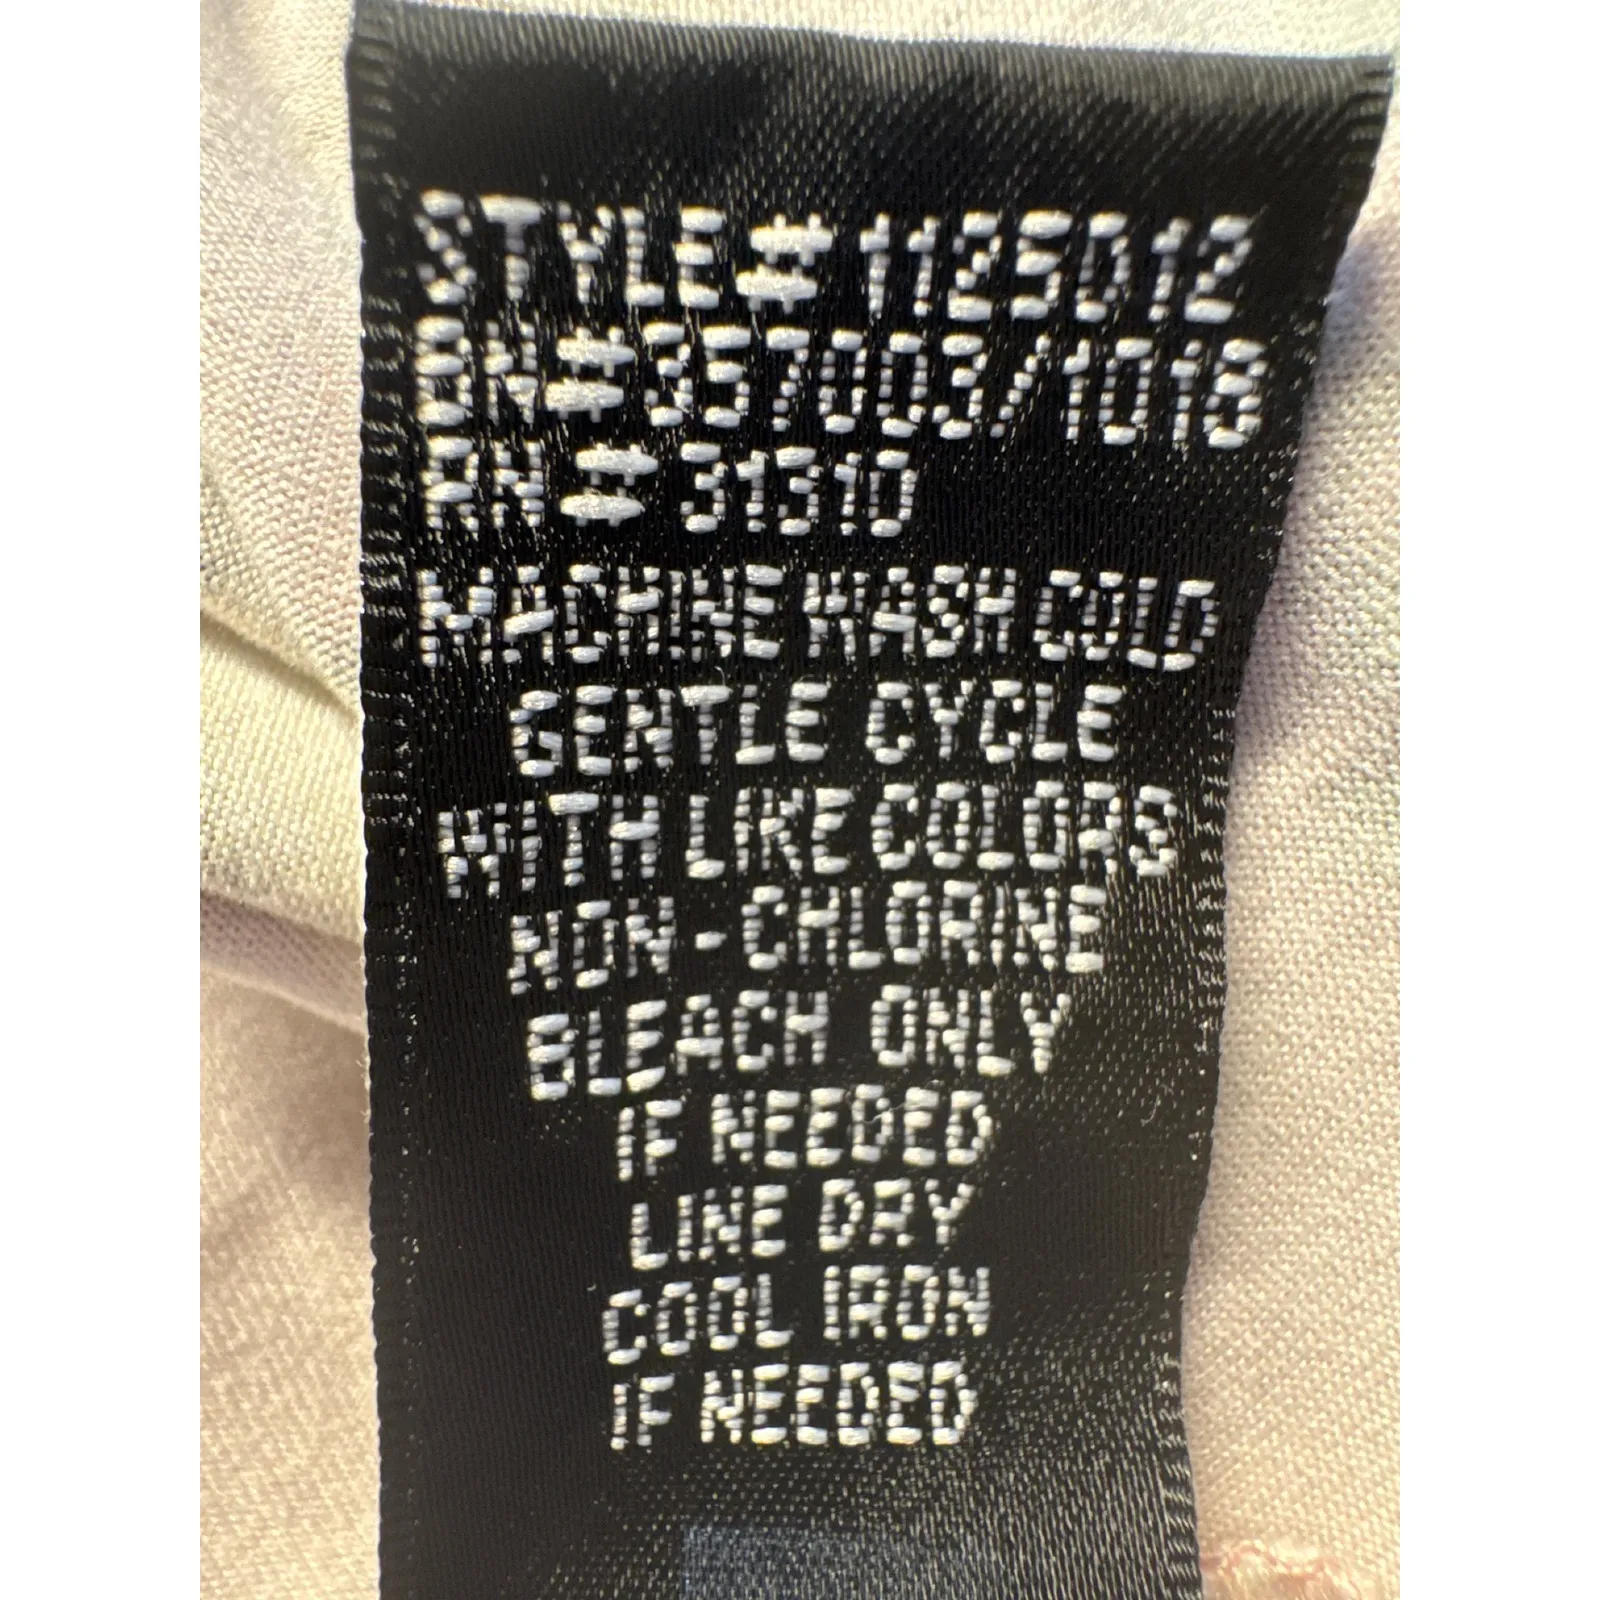 STYLE#1125012
BN#357003/1018
RN#31310
MACHINE WASH COLD
GENTLE CYCLE
WITH LIKE COLORS
NON-CHLORINE
BLEACH ONLY
IF NEEDED
LINE DRY
COOL IRON
IF NEEDED